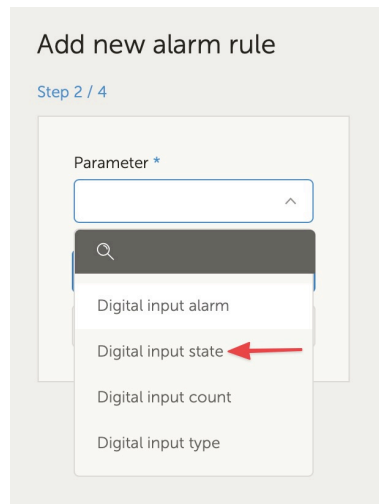 Add new alarm rule
Step 2 / 4
Parameter *
Digital input alarm
Digital input state
Digital input count
Digital input type